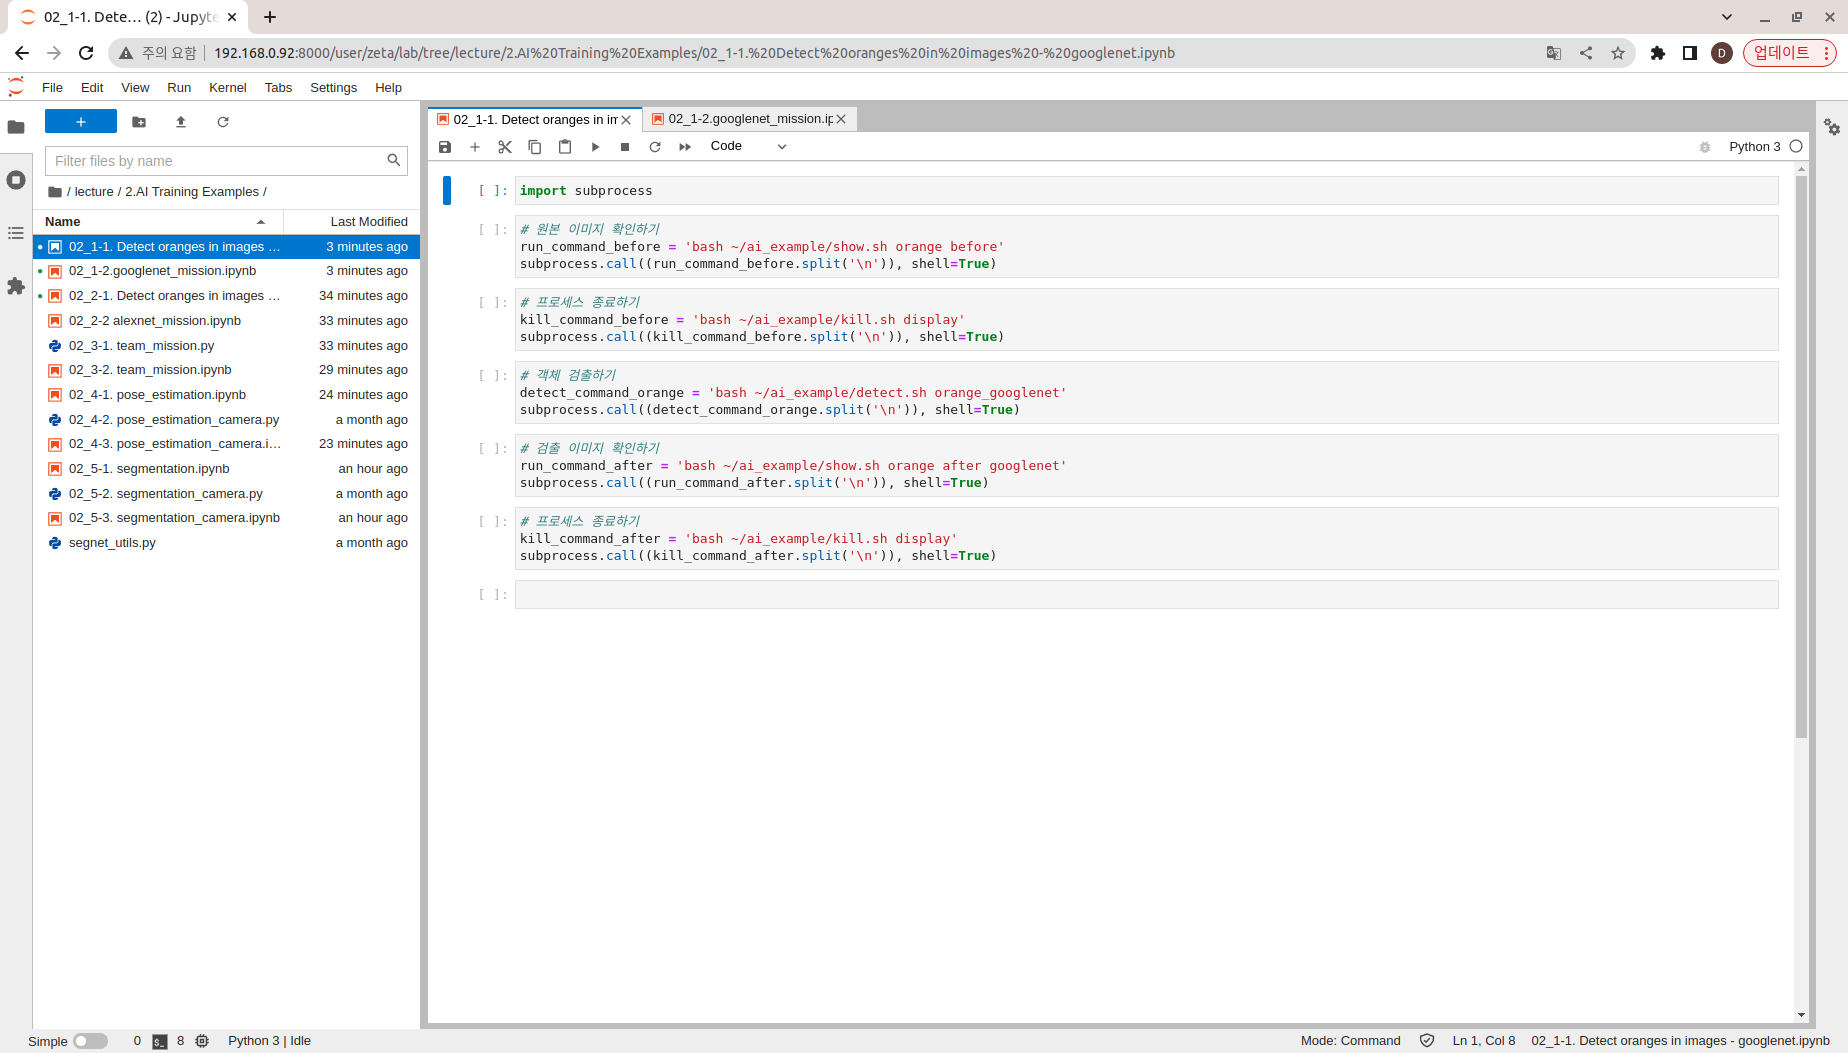 02_1-1. Dete… (2) - Jupyte
주의 요함
192.168.0.92:8000/user/zeta/lab/tree/lecture/2.AI%20Training%20Examples/02_1-1.%20Detect%20oranges%20in%20images%20-%20googlenet.ipynb
D
업데이트
File Edit View Run Kernel Tabs Settings Help
Filter files by name
/ lecture / 2.AI Training Examples /
Name Last Modified
02_1-1. Detect oranges in images … 3 minutes ago
02_1-2.googlenet_mission.ipynb 3 minutes ago
02_2-1. Detect oranges in images … 34 minutes ago
02_2-2 alexnet_mission.ipynb 33 minutes ago
02_3-1. team_mission.py 33 minutes ago
02_3-2. team_mission.ipynb 29 minutes ago
02_4-1. pose_estimation.ipynb 24 minutes ago
02_4-2. pose_estimation_camera.py a month ago
02_4-3. pose_estimation_camera.i… 23 minutes ago
02_5-1. segmentation.ipynb an hour ago
02_5-2. segmentation_camera.py a month ago
02_5-3. segmentation_camera.ipynb an hour ago
segnet_utils.py a month ago
02_1-1. Detect oranges in im
02_1-2.googlenet_mission.ip
Code
Python 3
[ ]: import subprocess
[ ]: # 원본 이미지 확인하기
run_command_before = 'bash ~/ai_example/show.sh orange before'
subprocess.call((run_command_before.split('\n')), shell=True)
[ ]: # 프로세스 종료하기
kill_command_before = 'bash ~/ai_example/kill.sh display'
subprocess.call((kill_command_before.split('\n')), shell=True)
[ ]: # 객체 검출하기
detect_command_orange = 'bash ~/ai_example/detect.sh orange_googlenet'
subprocess.call((detect_command_orange.split('\n')), shell=True)
[ ]: # 검출 이미지 확인하기
run_command_after = 'bash ~/ai_example/show.sh orange after googlenet'
subprocess.call((run_command_after.split('\n')), shell=True)
[ ]: # 프로세스 종료하기
kill_command_after = 'bash ~/ai_example/kill.sh display'
subprocess.call((kill_command_after.split('\n')), shell=True)
[ ]:
Simple 0 8 Python 3 | Idle
Mode: Command Ln 1, Col 8 02_1-1. Detect oranges in images - googlenet.ipynb